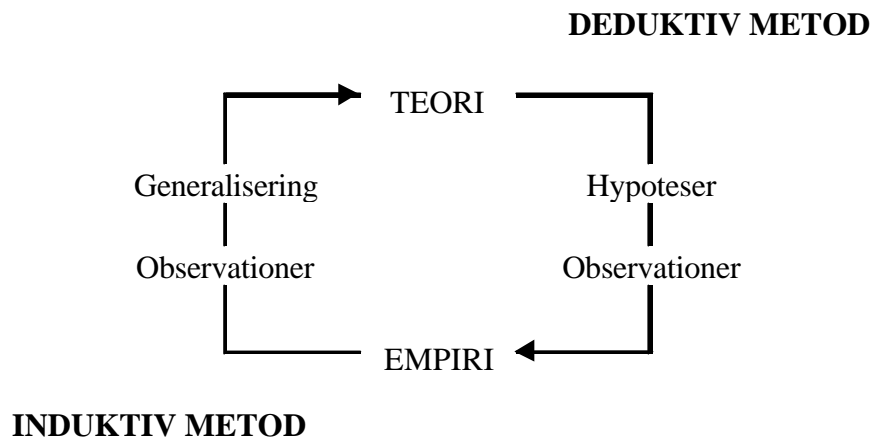 DEDUKTIV METOD
TEORI
Generalisering Hypoteser
Observationer Observationer
EMPIRI
INDUKTIV METOD